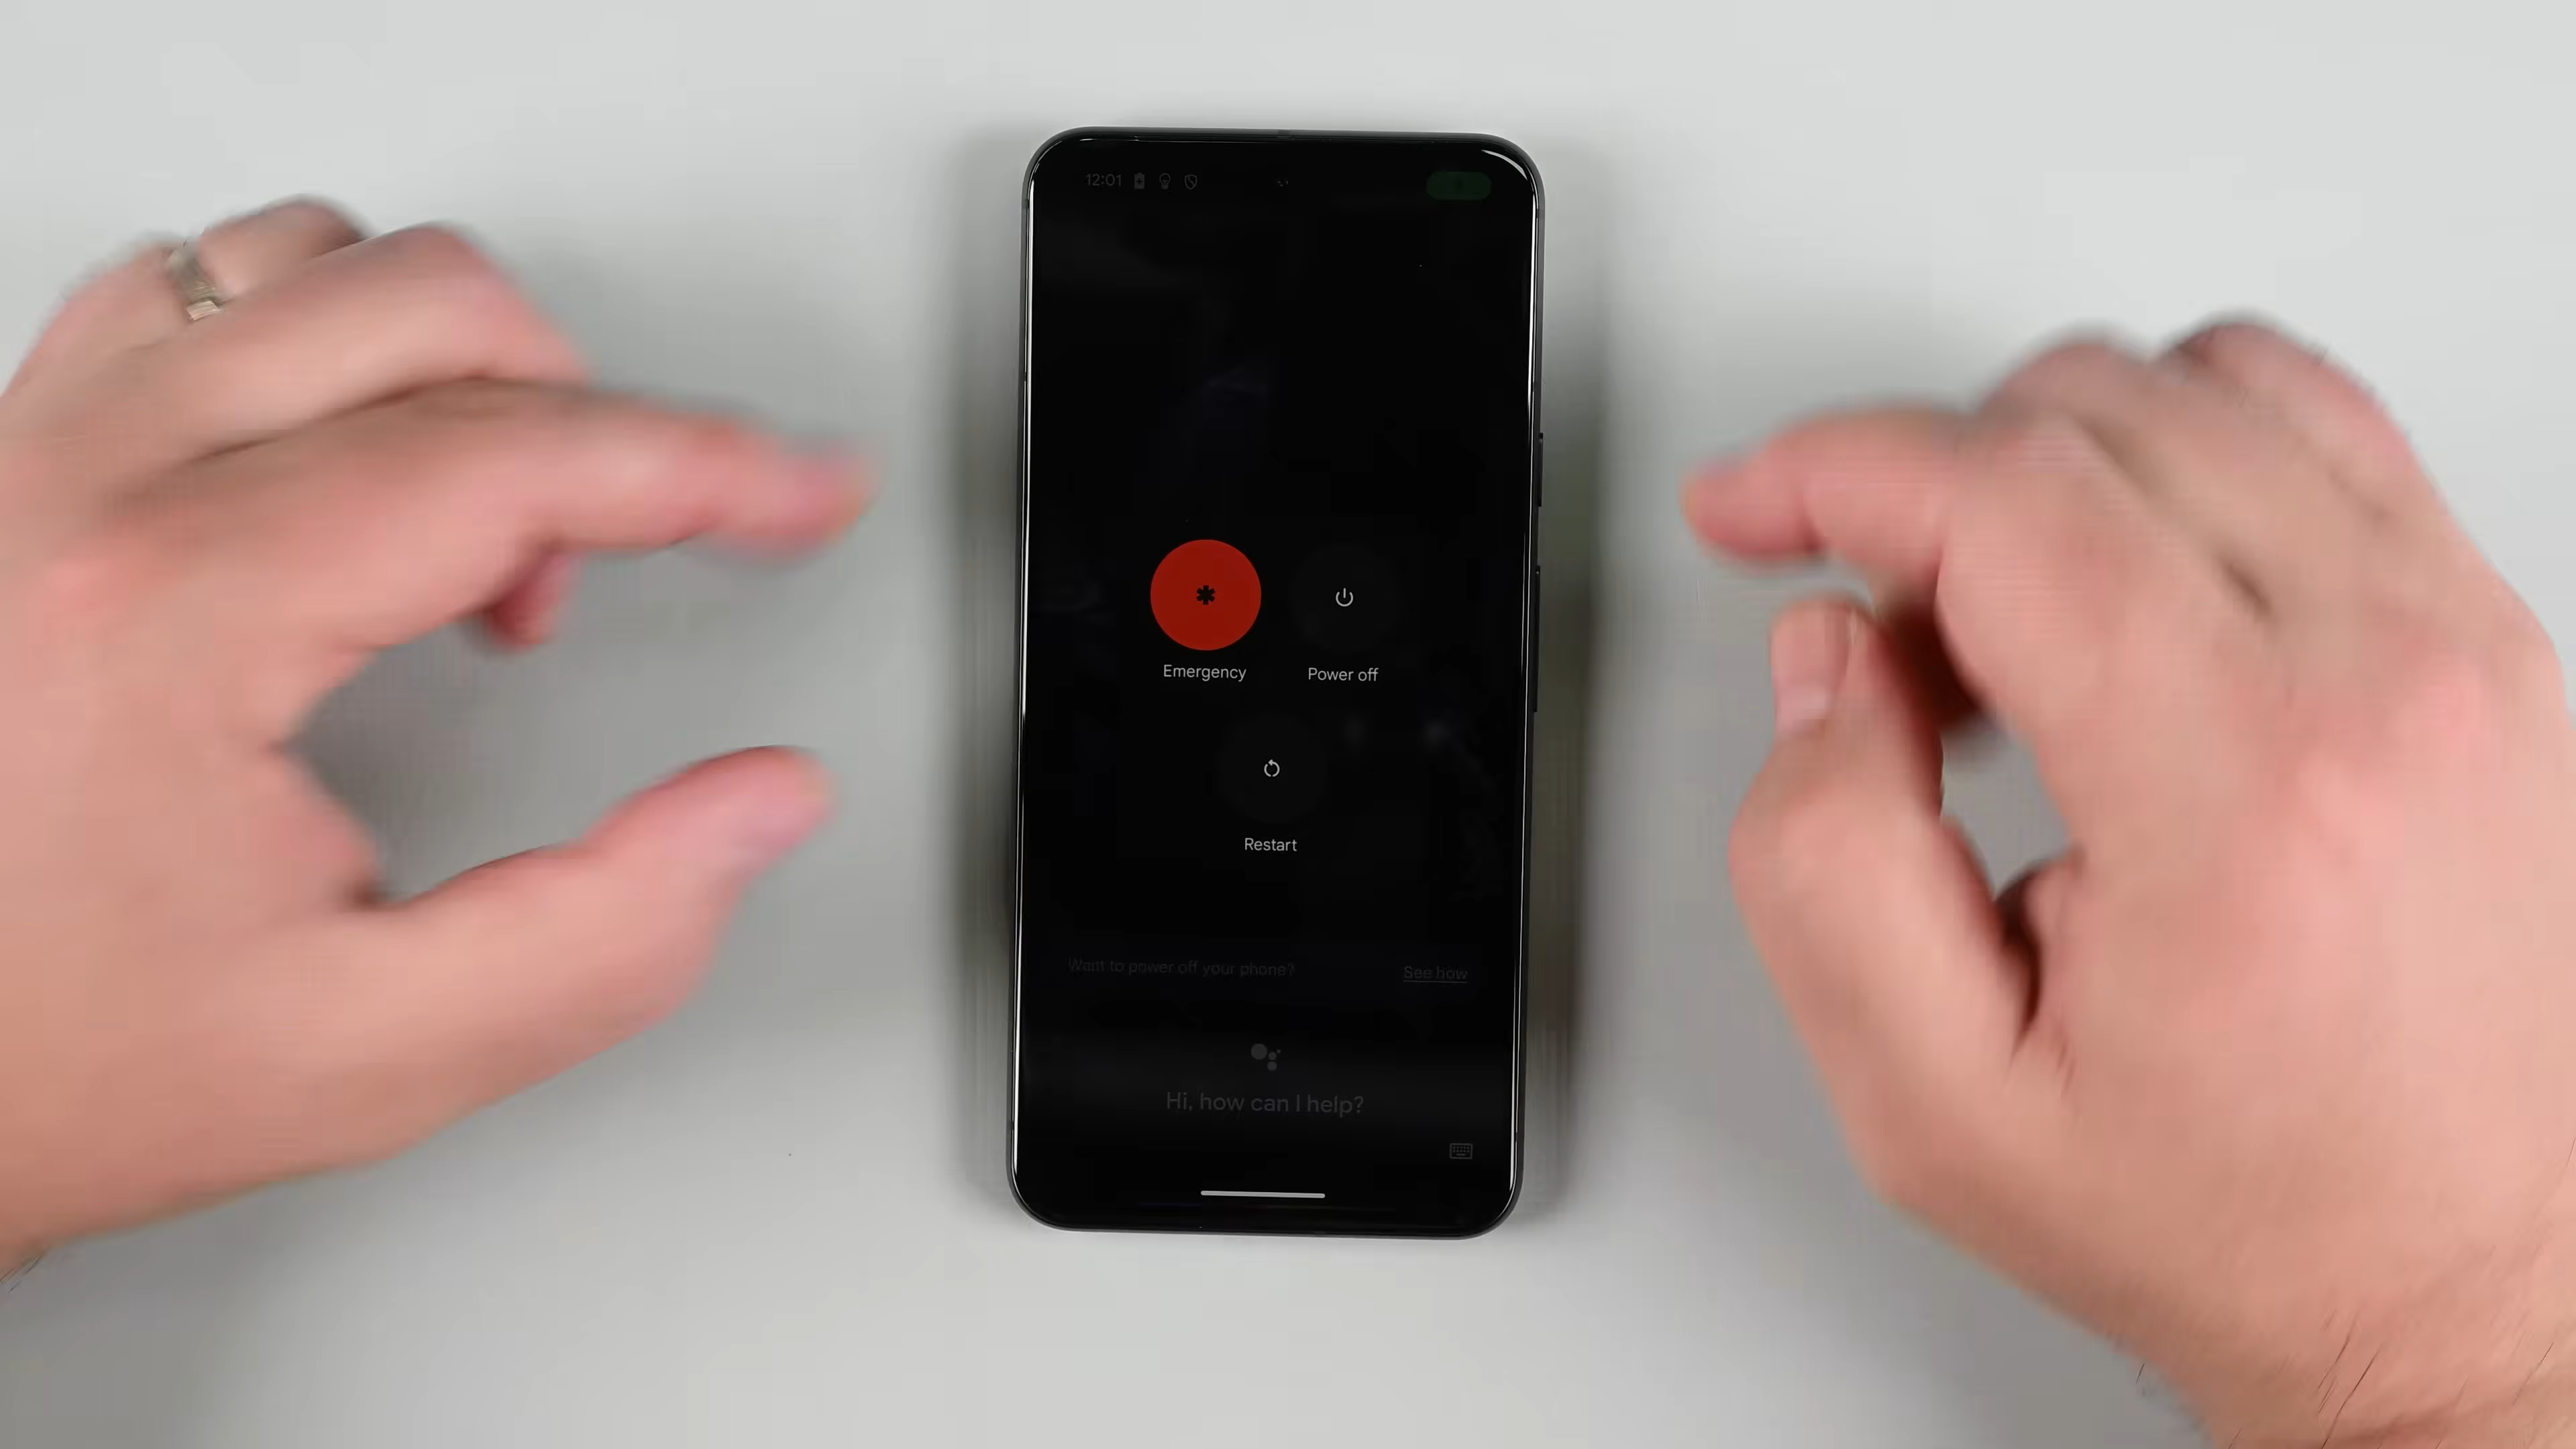 12:01
Emergency
Power off
Restart
Want to power off your phone?
See how
Hi, how can I help?